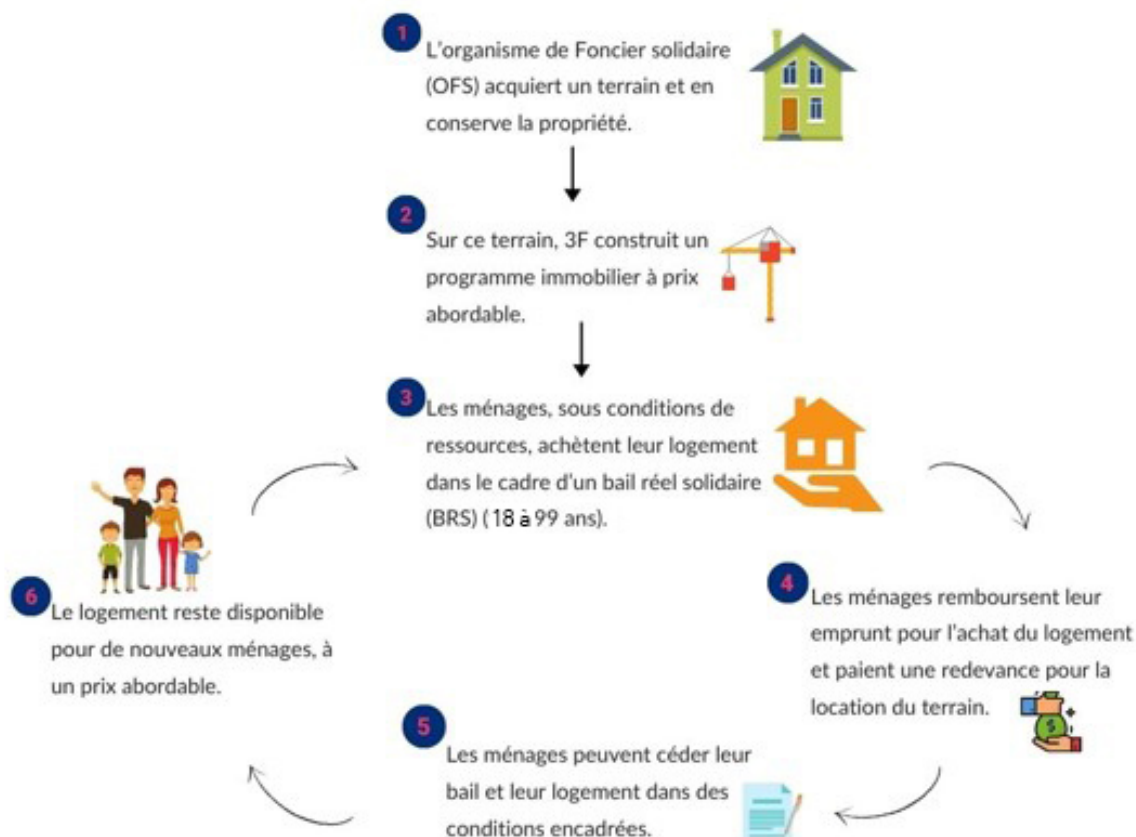 1
L'organisme de Foncier solidaire
(OFS) acquiert un terrain et en
conserve la propriété.
2
Sur ce terrain, 3F construit un
programme immobilier à prix
abordable.
3
Les ménages, sous conditions de
ressources, achètent leur logement
dans le cadre d'un bail réel solidaire
(BRS) (18 à 99 ans).
4
Les ménages remboursent leur
emprunt pour l'achat du logement
et paient une redevance pour la
location du terrain.
$
5
Les ménages peuvent céder leur
bail et leur logement dans des
conditions encadrées.
6
Le logement reste disponible
pour de nouveaux ménages, à
un prix abordable.